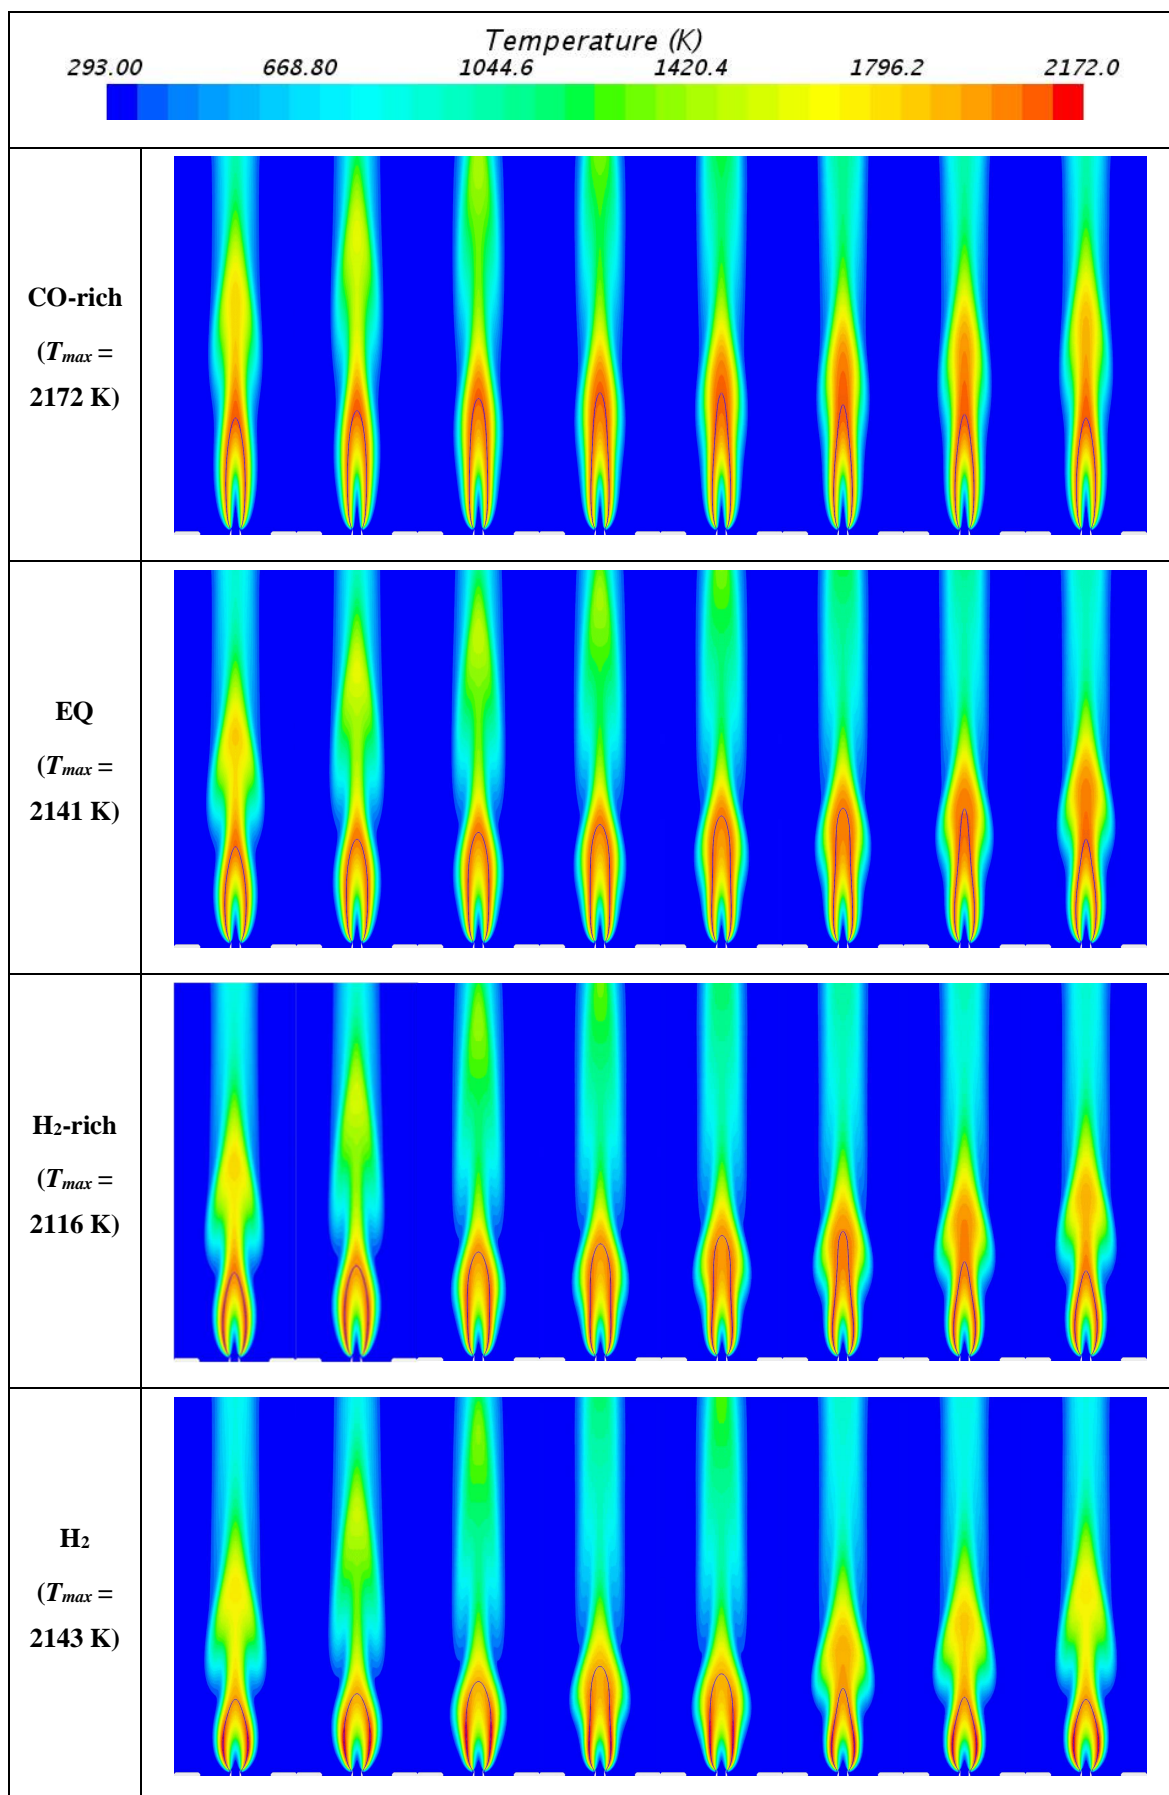 Temperature (K)
293.00 668.80 1044.6 1420.4 1796.2 2172.0
CO-rich
(Tmax =
2172 K)
EQ
(Tmax =
2141 K)
H2-rich
(Tmax =
2116 K)
H2
(Tmax =
2143 K)